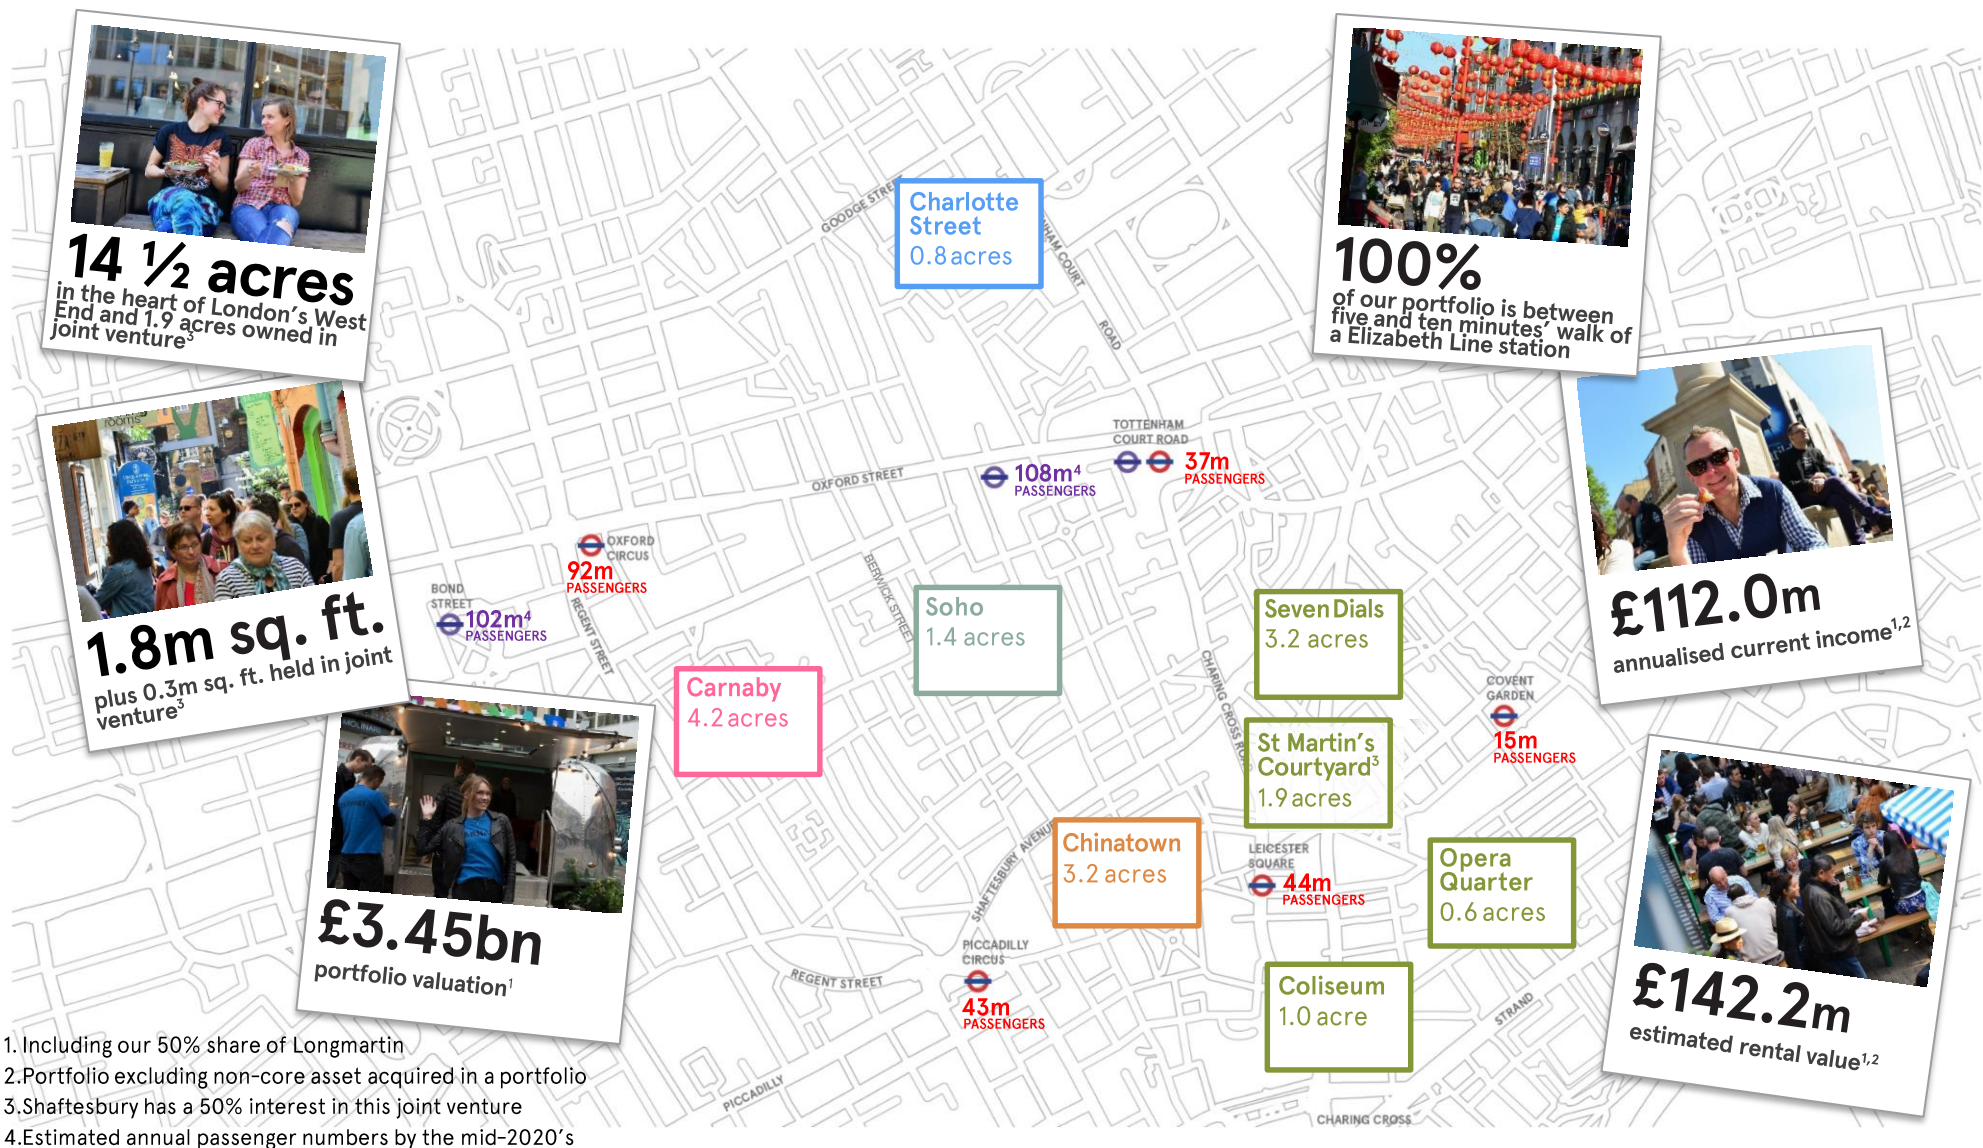 14 ½ acres
in the heart of London's West
End and 1.9 acres owned in
joint venture3
100%
of our portfolio is between
five and ten minutes' walk of
a Elizabeth Line station
1.8m sq. ft.
plus 0.3m sq. ft. held in joint
venture3
£112.0m
annualised current income1,2
£3.45bn
portfolio valuation1
£142.2m
estimated rental value1,2
GOODGE STREET
Charlotte
Street
0.8 acres
HAM COURT
ROAD
TOTTENHAM
COURT ROAD
37m
PASSENGERS
108m4
PASSENGERS
OXFORD STREET
OXFORD
CIRCUS
92m
PASSENGERS
BOND
STREET
102m4
PASSENGERS
REGENT STREET
BERWICK STREET
Soho
1.4 acres
Seven Dials
3.2 acres
Carnaby
4.2 acres
CHARING CROSS ROAD
COVENT
GARDEN
15m
PASSENGERS
St Martin's
Courtyard3
1.9 acres
Chinatown
3.2 acres
SHAFTESBURY AVENUE
LEICESTER
SQUARE
44m
PASSENGERS
Opera
Quarter
0.6 acres
PICCADILLY
CIRCUS
43m
PASSENGERS
REGENT STREET
Coliseum
1.0 acre
STRAND
PICCADILLY
CHARING CROSS
1. Including our 50% share of Longmartin
2.Portfolio excluding non-core asset acquired in a portfolio
3.Shaftesbury has a 50% interest in this joint venture
4.Estimated annual passenger numbers by the mid-2020's